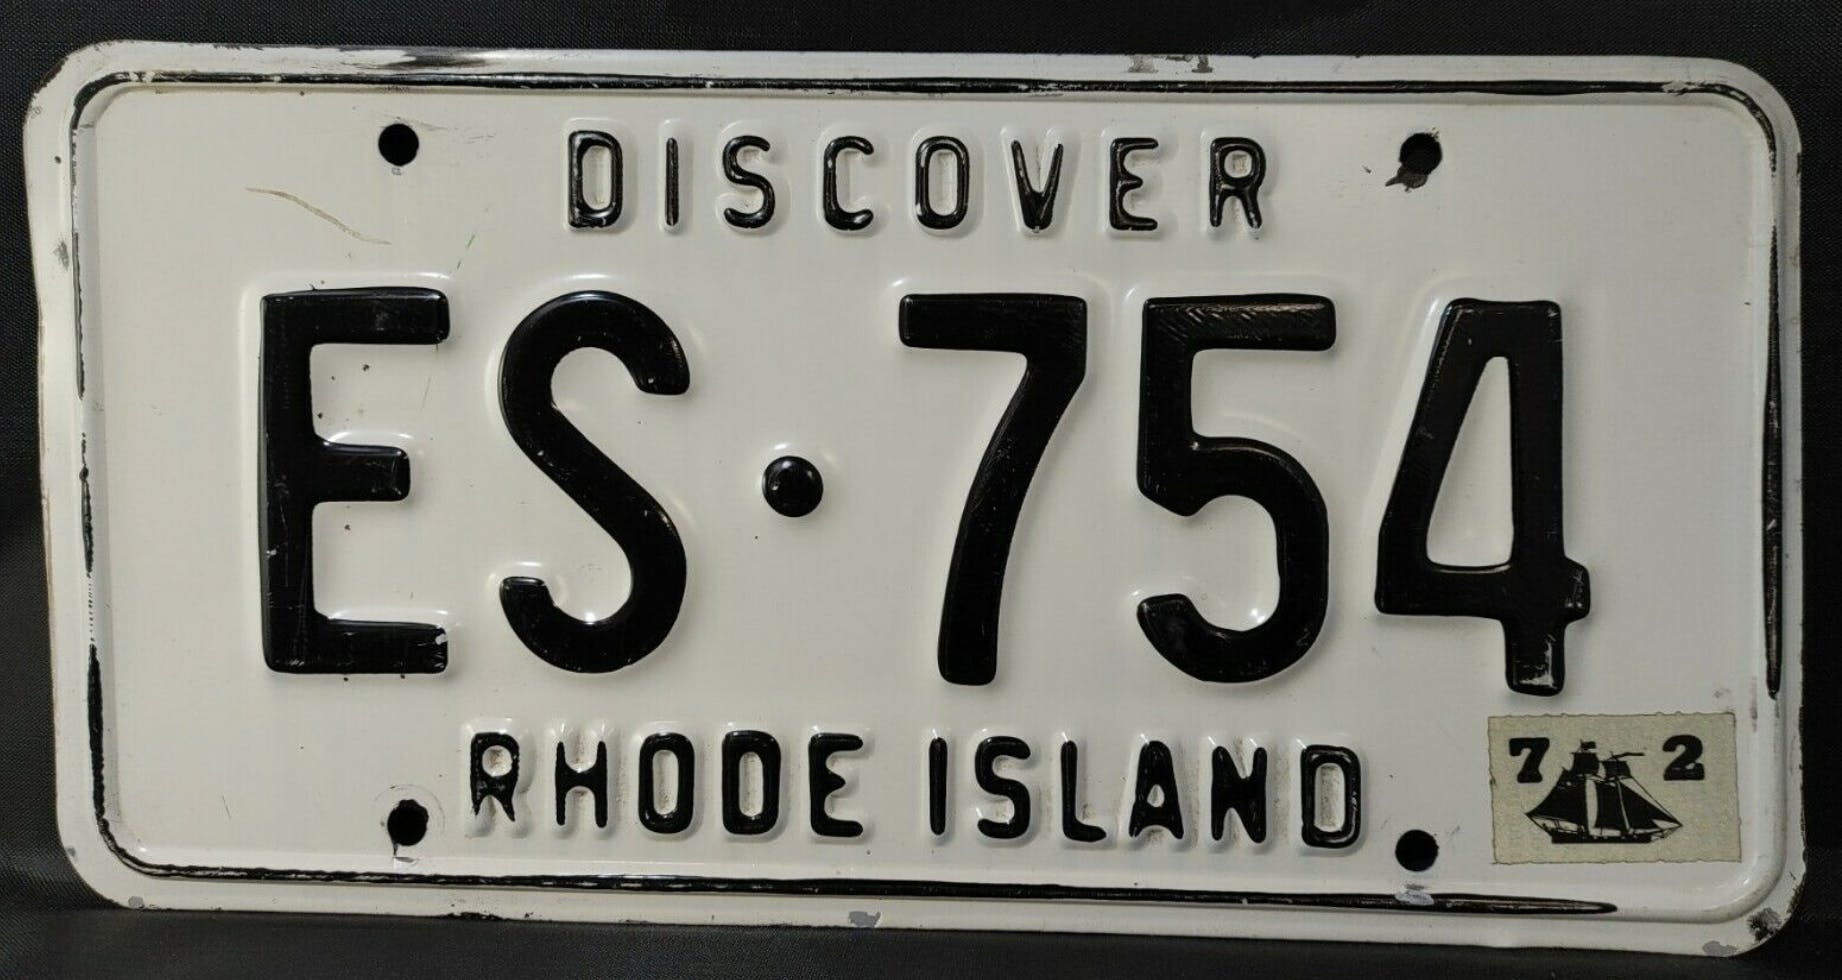 DISCOVER
ES·754
RHODE ISLAND
7 2